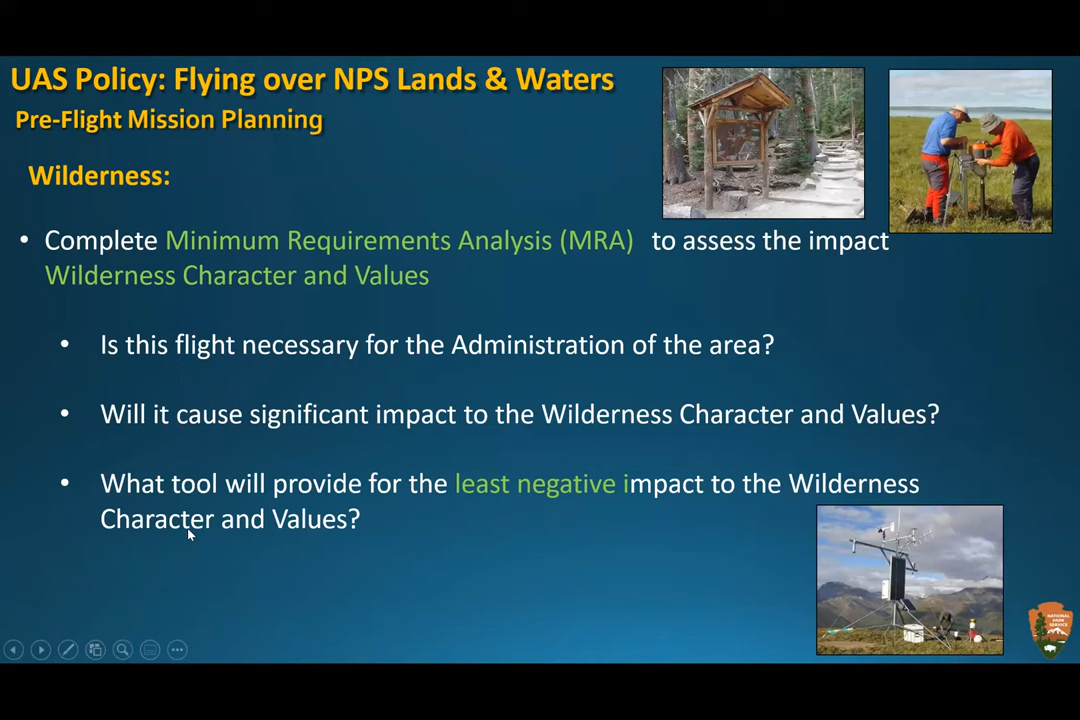 UAS Policy: Flying over NPS Lands & Waters
Pre-Flight Mission Planning
Wilderness:
• Complete Minimum Requirements Analysis (MRA) to assess the impact
Wilderness Character and Values
• Is this flight necessary for the Administration of the area?
• Will it cause significant impact to the Wilderness Character and Values?
• What tool will provide for the least negative impact to the Wilderness
Character and Values?
NATIONAL
PARK
SERVICE